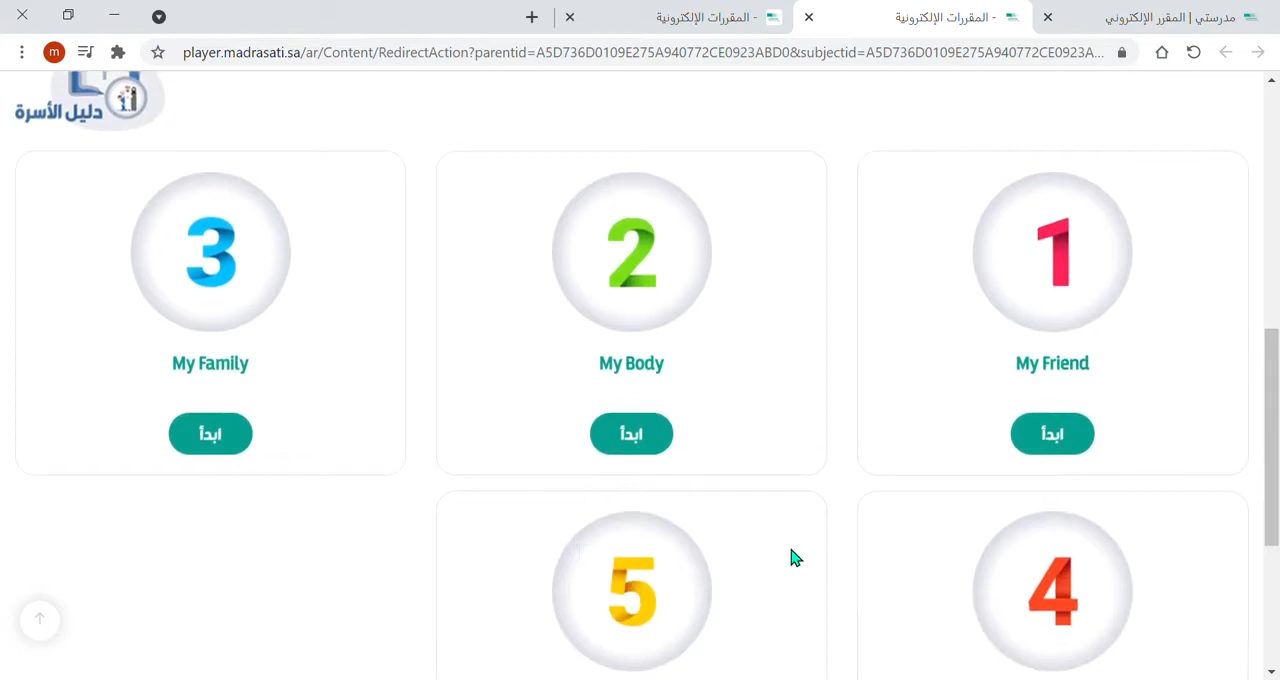 مدرستي | المقرر الإلكتروني
- المقررات الإلكترونية
- المقررات الإلكترونية
player.madrasati.sa/ar/Content/RedirectAction?parentid=A5D736D0109E275A940772CE0923ABD0&subjectid=A5D736D0109E275A940772CE0923A...
m
دليل الأسرة
1
2
3
My Friend
My Body
My Family
ابدأ
ابدأ
ابدأ
4
5